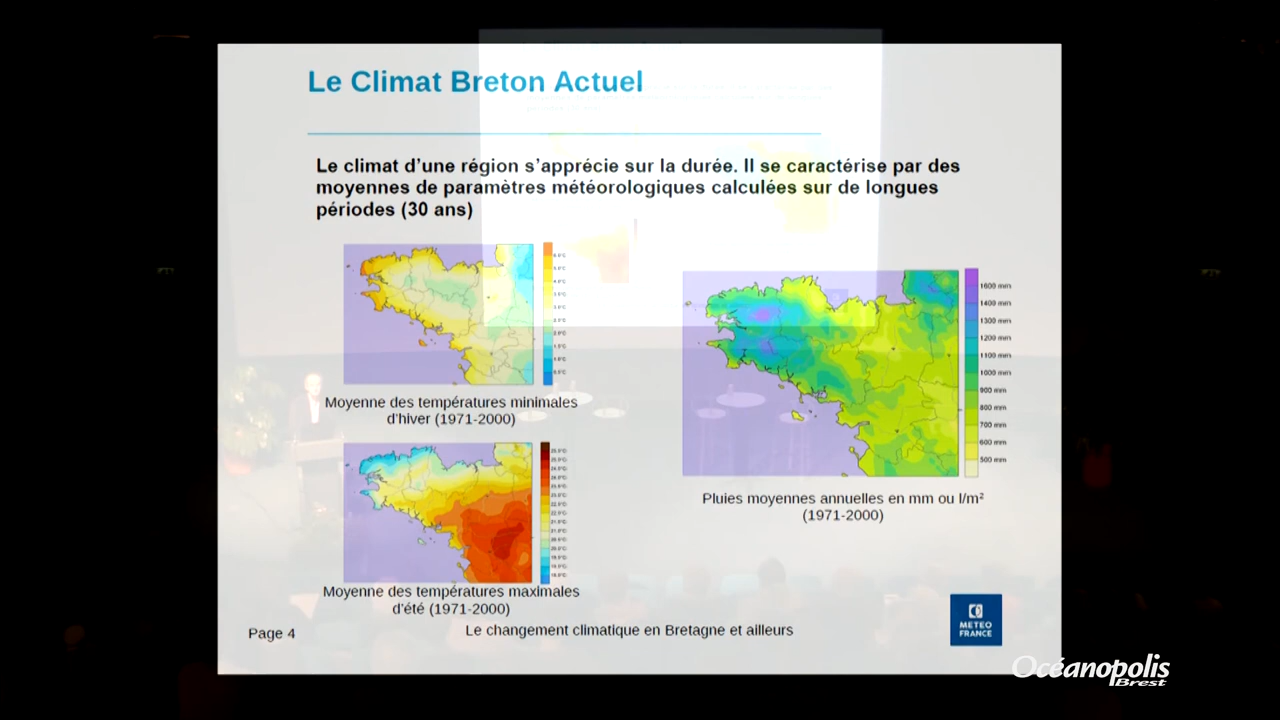 Le Climat Breton Actuel
Le climat d'une région s'apprécie sur la durée. Il se caractérise par des
moyennes de paramètres météorologiques calculées sur de longues
périodes (30 ans)
Moyenne des températures minimales
d'hiver (1971-2000)
1600 mm
1400 mm
1300 mm
1200 mm
1100 mm
1000 mm
900 mm
800 mm
700 mm
600 mm
500 mm
Pluies moyennes annuelles en mm ou l/m²
(1971-2000)
Moyenne des températures maximales
d'été (1971-2000)
Page 4
Le changement climatique en Bretagne et ailleurs
METEO
FRANCE
Océanopolis
Brest